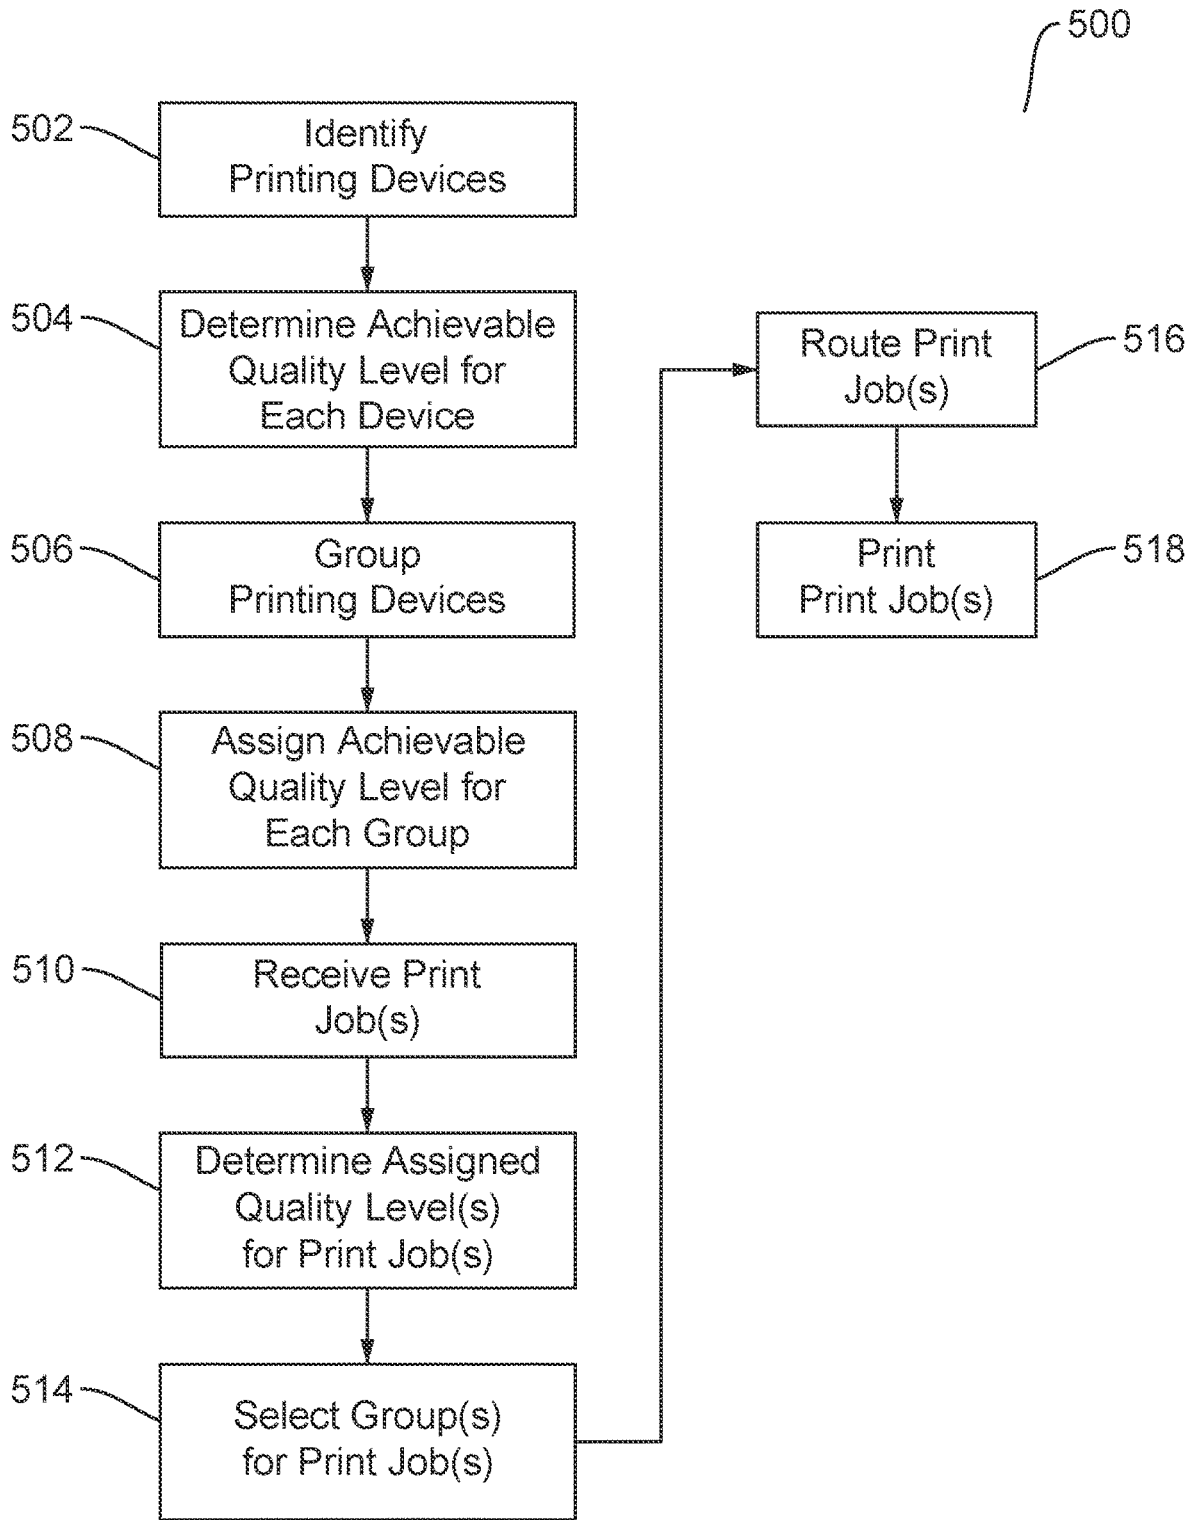 500
502
Identify
Printing Devices
504
Determine Achievable
Quality Level for
Each Device
506
Group
Printing Devices
508
Assign Achievable
Quality Level for
Each Group
510
Receive Print
Job(s)
512
Determine Assigned
Quality Level(s)
for Print Job(s)
514
Select Group(s)
for Print Job(s)
Route Print
Job(s)
516
Print
Print Job(s)
518